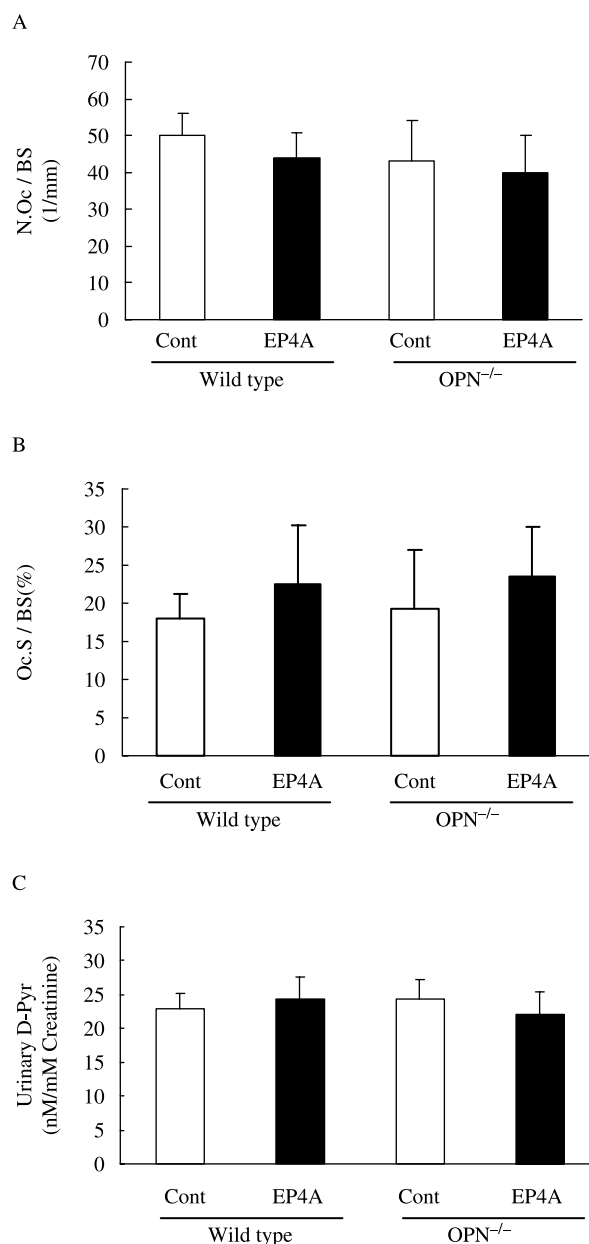 A
N.Oc / BS
(1/mm)
70
60
50
40
30
20
10
0
Cont EP4A Cont EP4A
Wild type OPN−/−
B
Oc.S / BS(%)
35
30
25
20
15
10
5
0
Cont EP4A Cont EP4A
Wild type OPN−/−
C
Urinary D-Pyr
(nM/mM Creatinine)
35
30
25
20
15
10
5
0
Cont EP4A Cont EP4A
Wild type OPN−/−